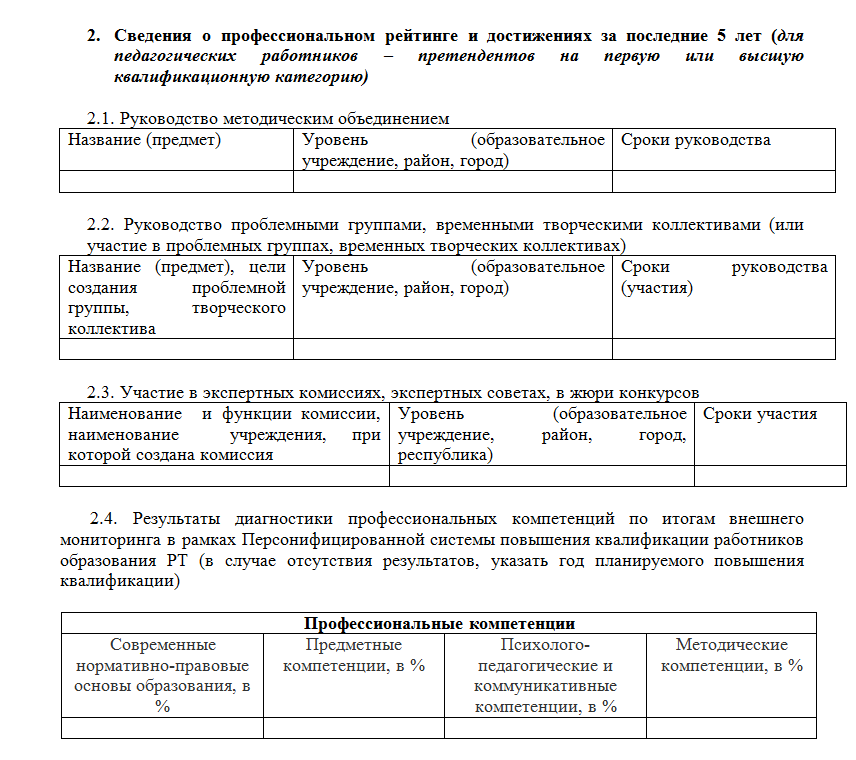 2. Сведения о профессиональном рейтинге и достижениях за последние 5 лет (для
педагогических работников – претендентов на первую или высшую
квалификационную категорию)
2.1. Руководство методическим объединением
Название (предмет)
Уровень (образовательное
учреждение, район, город)
Сроки руководства
2.2. Руководство проблемными группами, временными творческими коллективами (или
участие в проблемных группах, временных творческих коллективах)
Название (предмет), цели
создания проблемной
группы, творческого
коллектива
Уровень (образовательное
учреждение, район, город)
Сроки руководства
(участия)
2.3. Участие в экспертных комиссиях, экспертных советах, в жюри конкурсов
Наименование и функции комиссии,
наименование учреждения, при
которой создана комиссия
Уровень (образовательное
учреждение, район, город,
республика)
Сроки участия
2.4. Результаты диагностики профессиональных компетенций по итогам внешнего
мониторинга в рамках Персонифицированной системы повышения квалификации работников
образования РТ (в случае отсутствия результатов, указать год планируемого повышения
квалификации)
Профессиональные компетенции
Современные
нормативно-правовые
основы образования, в
%
Предметные
компетенции, в %
Психолого-
педагогические и
коммуникативные
компетенции, в %
Методические
компетенции, в %